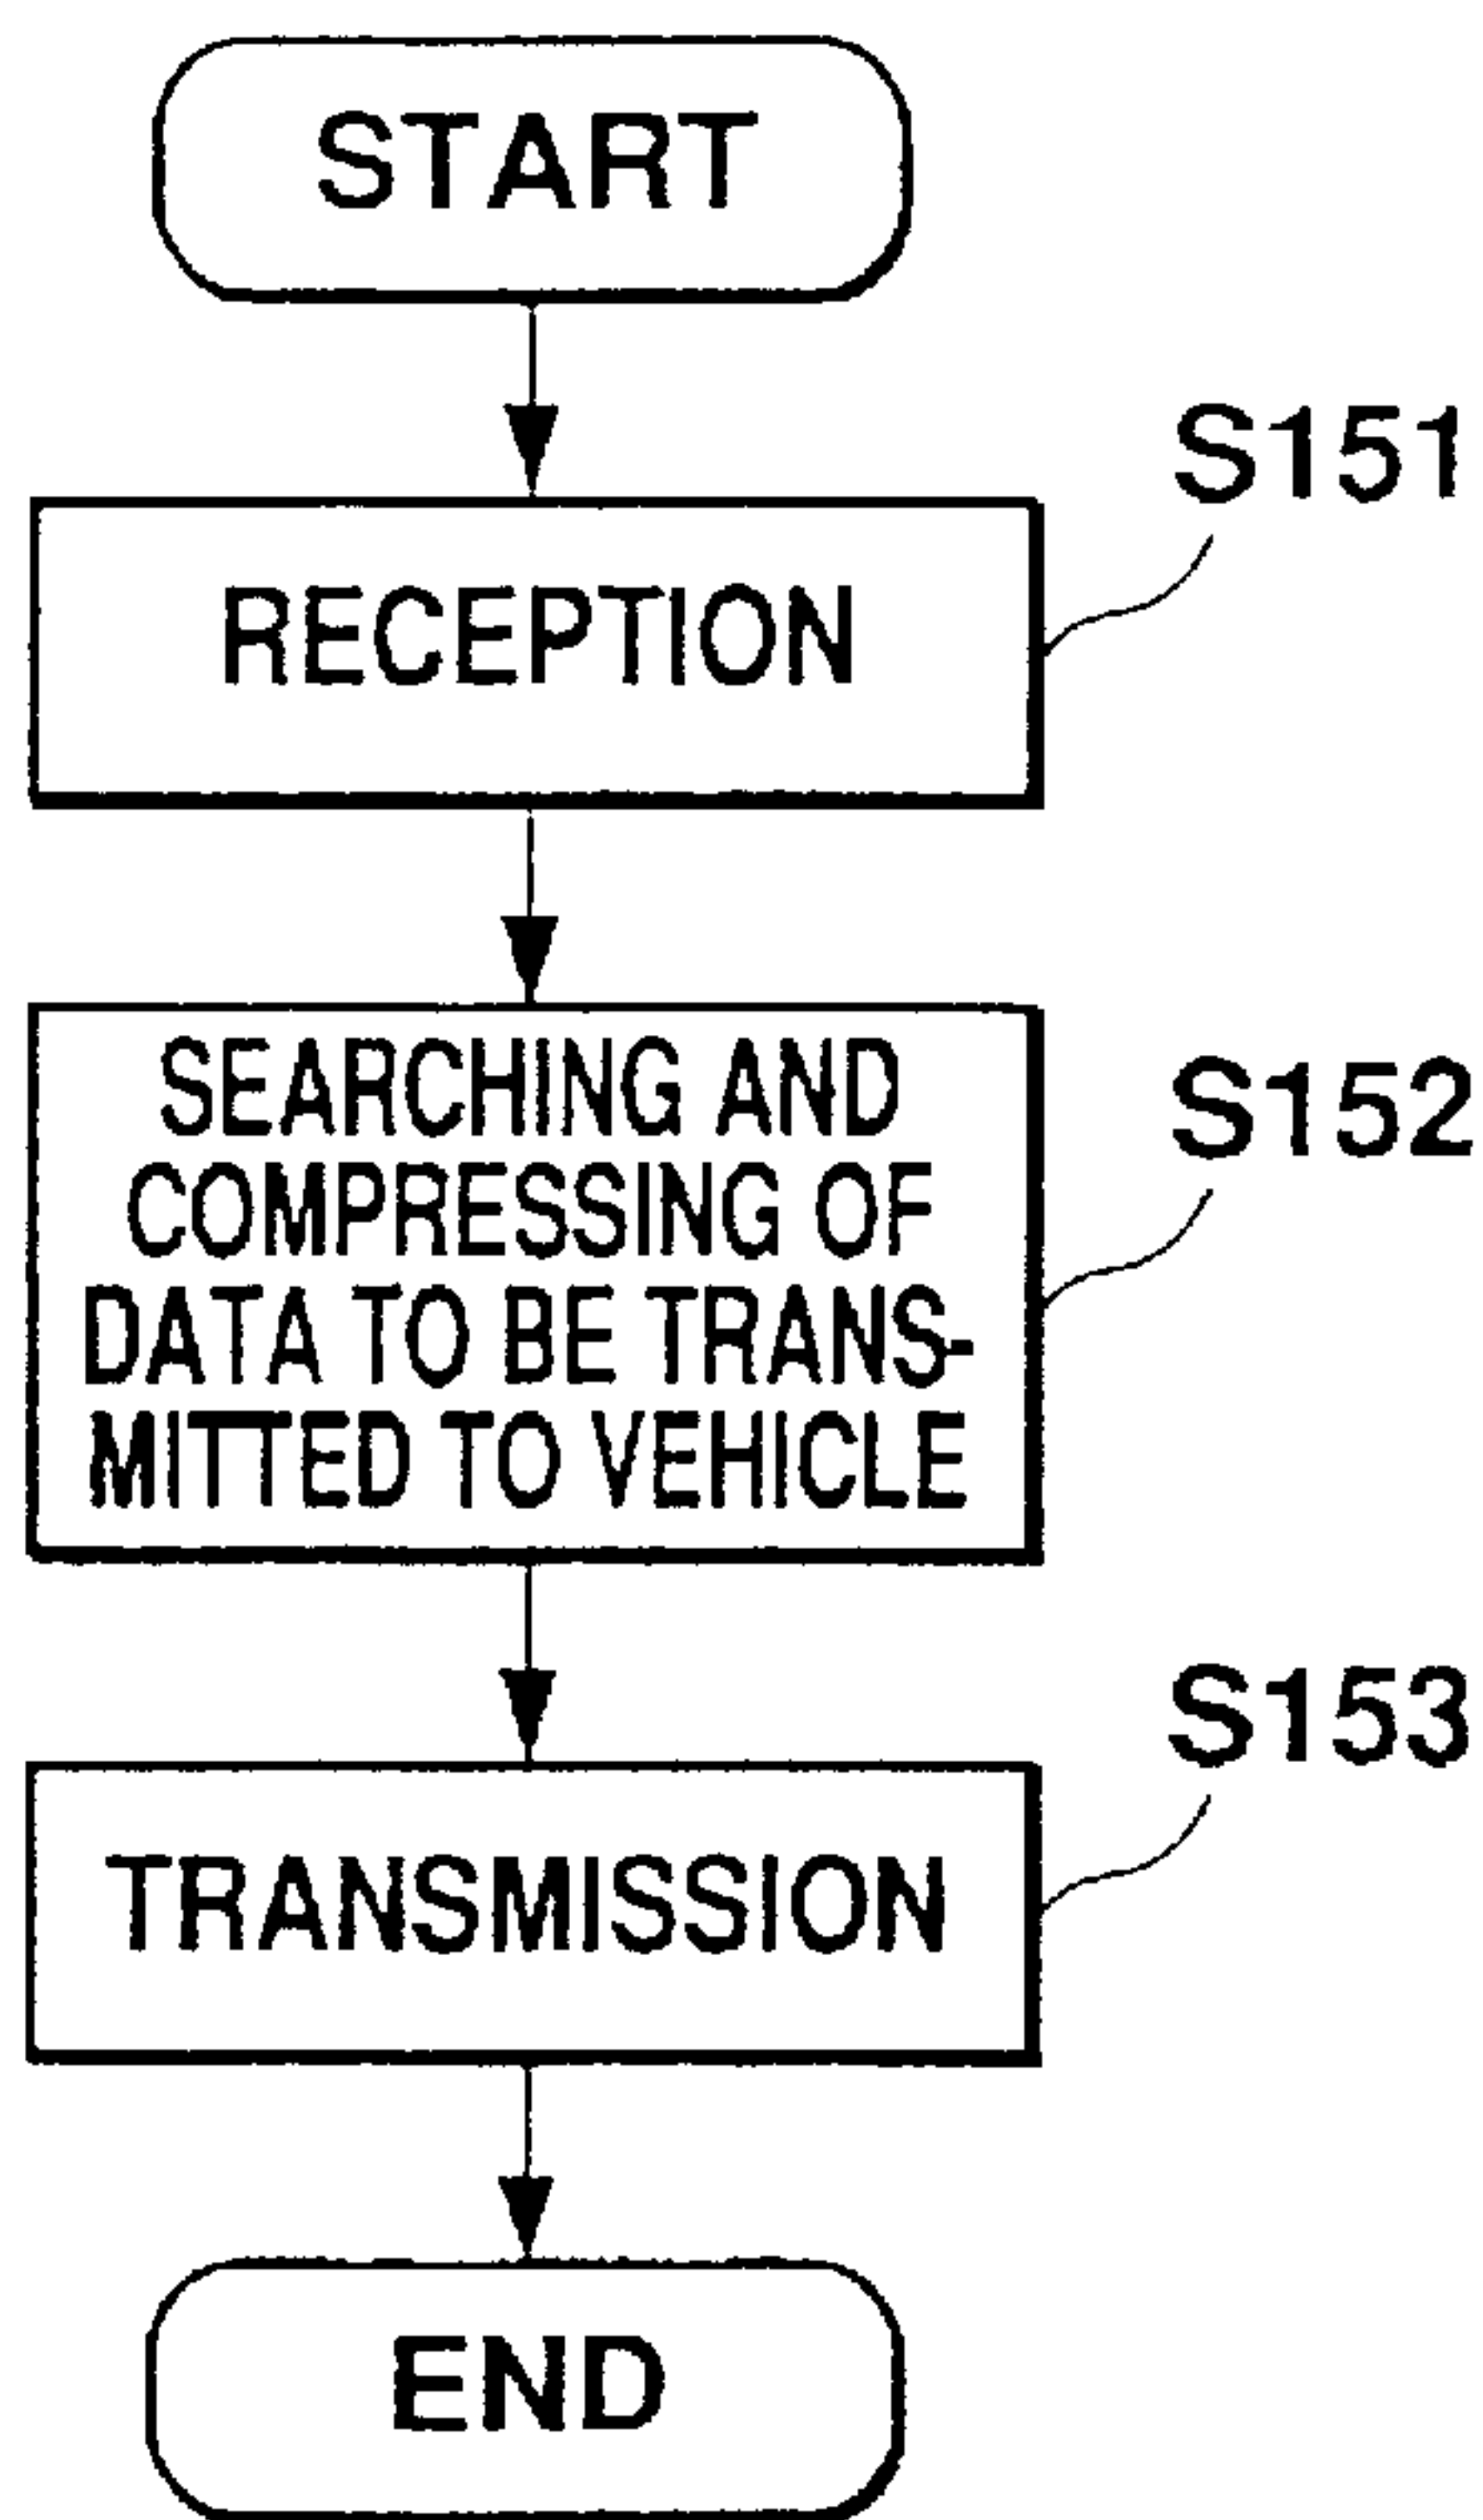 START
S151
RECEPTION
SEARCHING AND
S152
COMPRESSING OF
DATA TO BE TRANS-
MITTED TO VEHICLE
S153
TRANSMISSION
END